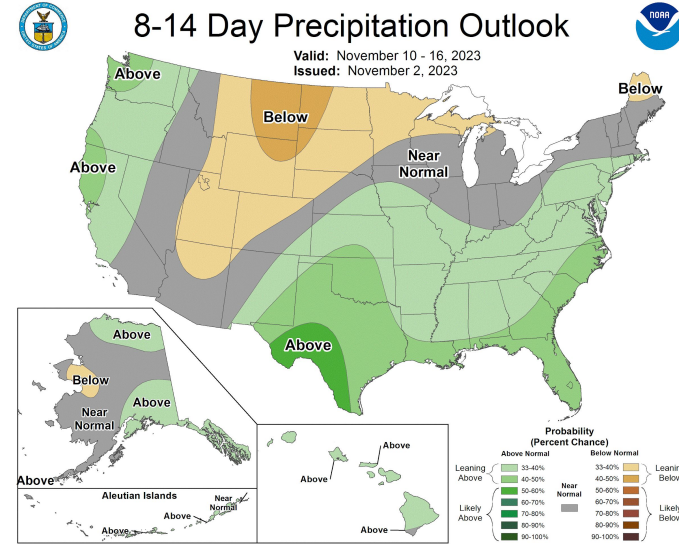 8-14 Day Precipitation Outlook
NOAA
Valid: November 10 - 16, 2023
Issued: November 2, 2023
Above
Below
Below
Above
Near
Normal
Above
Above
Below
Above
Near
Normal
Above
Aleutian Islands
Near
Normal
Above
Above
Above
Above
Above
Probability
(Percent Chance)
Above Normal
Below Normal
Leaning
Above
33-40%
40-50%
50-60%
60-70%
70-80%
80-90%
90-100%
Likely
Above
Near
Normal
33-40%
40-50%
50-60%
60-70%
70-80%
80-90%
90-100%
Leanin
Below
Likely
Below